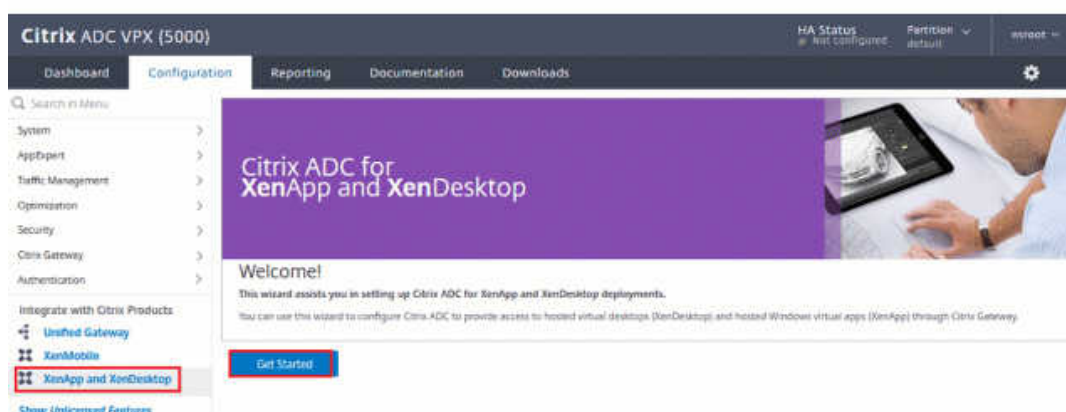 Citrix ADC VPX (5000)
HA Status
Not configured
Partition
default
nsroot
Dashboard
Configuration
Reporting
Documentation
Downloads
Search in Menu
System
AppExpert
Traffic Management
Optimization
Security
Citrix Gateway
Authentication
Integrate with Citrix Products
Unified Gateway
XenMobile
XenApp and XenDesktop
Show Unlicensed Features
Citrix ADC for
XenApp and XenDesktop
Welcome!
This wizard assists you in setting up Citrix ADC for XenApp and XenDesktop deployments.
You can use this wizard to configure Citrix ADC to provide access to hosted virtual desktops (XenDesktop) and hosted Windows virtual apps (XenApp) through Citrix Gateway.
Get Started